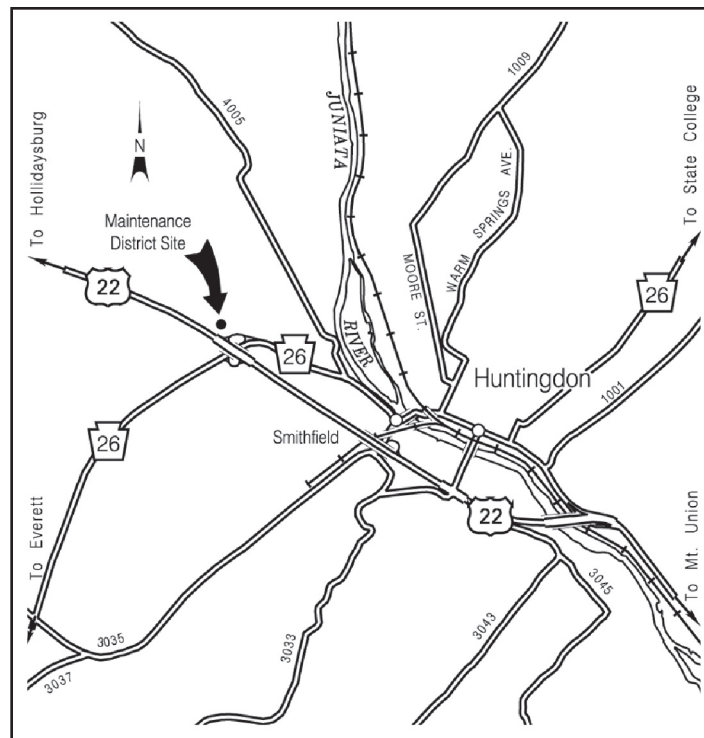 1009
4005
JUNIATA
To State College
N
WARM SPRINGS AVE.
To Hollidaysburg
Maintenance
District Site
MOORE ST.
22
26
RIVER
26
Huntingdon
1001
26
Smithfield
22
To Everett
To Mt. Union
3045
3035
3033
3043
3037